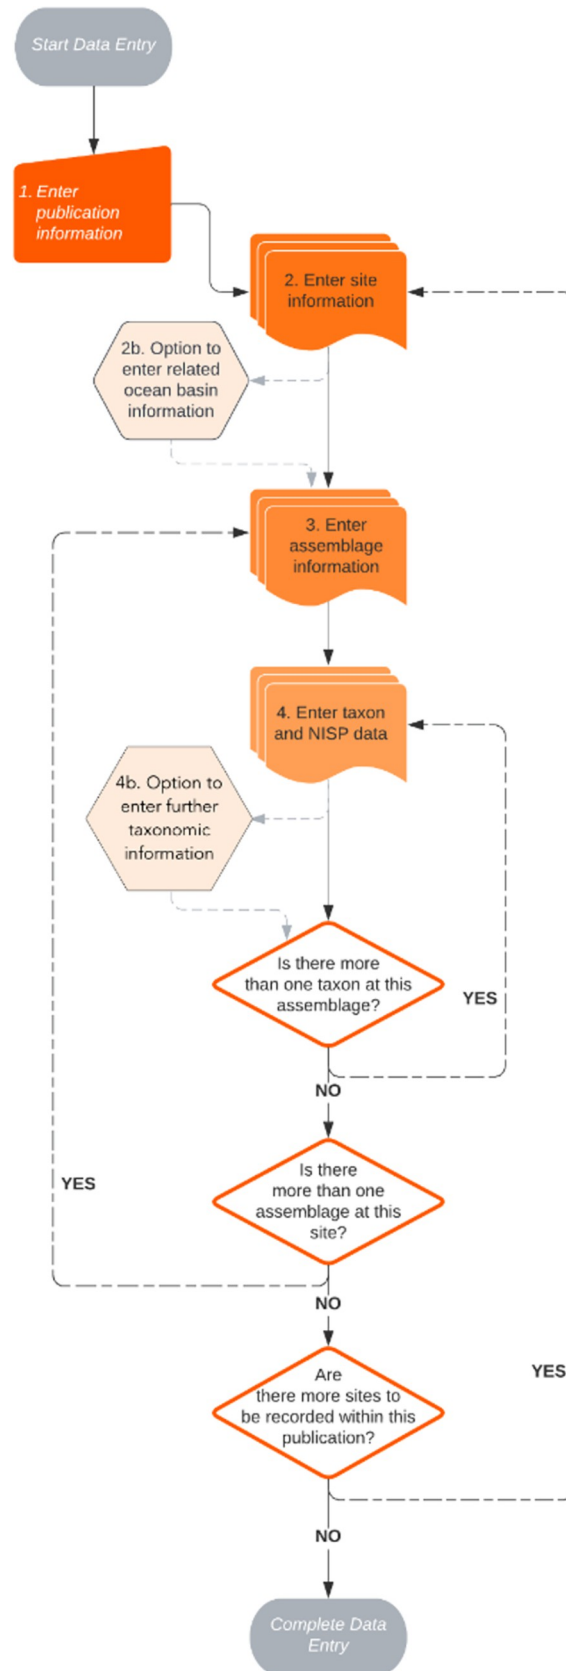 Start Data Entry
1. Enter
publication
information
2. Enter site
information
2b. Option to
enter related
ocean basin
information
3. Enter
assemblage
information
4. Enter taxon
and NISP data
4b. Option to
enter further
taxonomic
information
Is there more
than one taxon at this
assemblage?
YES
NO
Is there
more than one
assemblage at this
site?
YES
NO
Are
there more sites to
be recorded within this
publication?
YES
NO
Complete Data
Entry